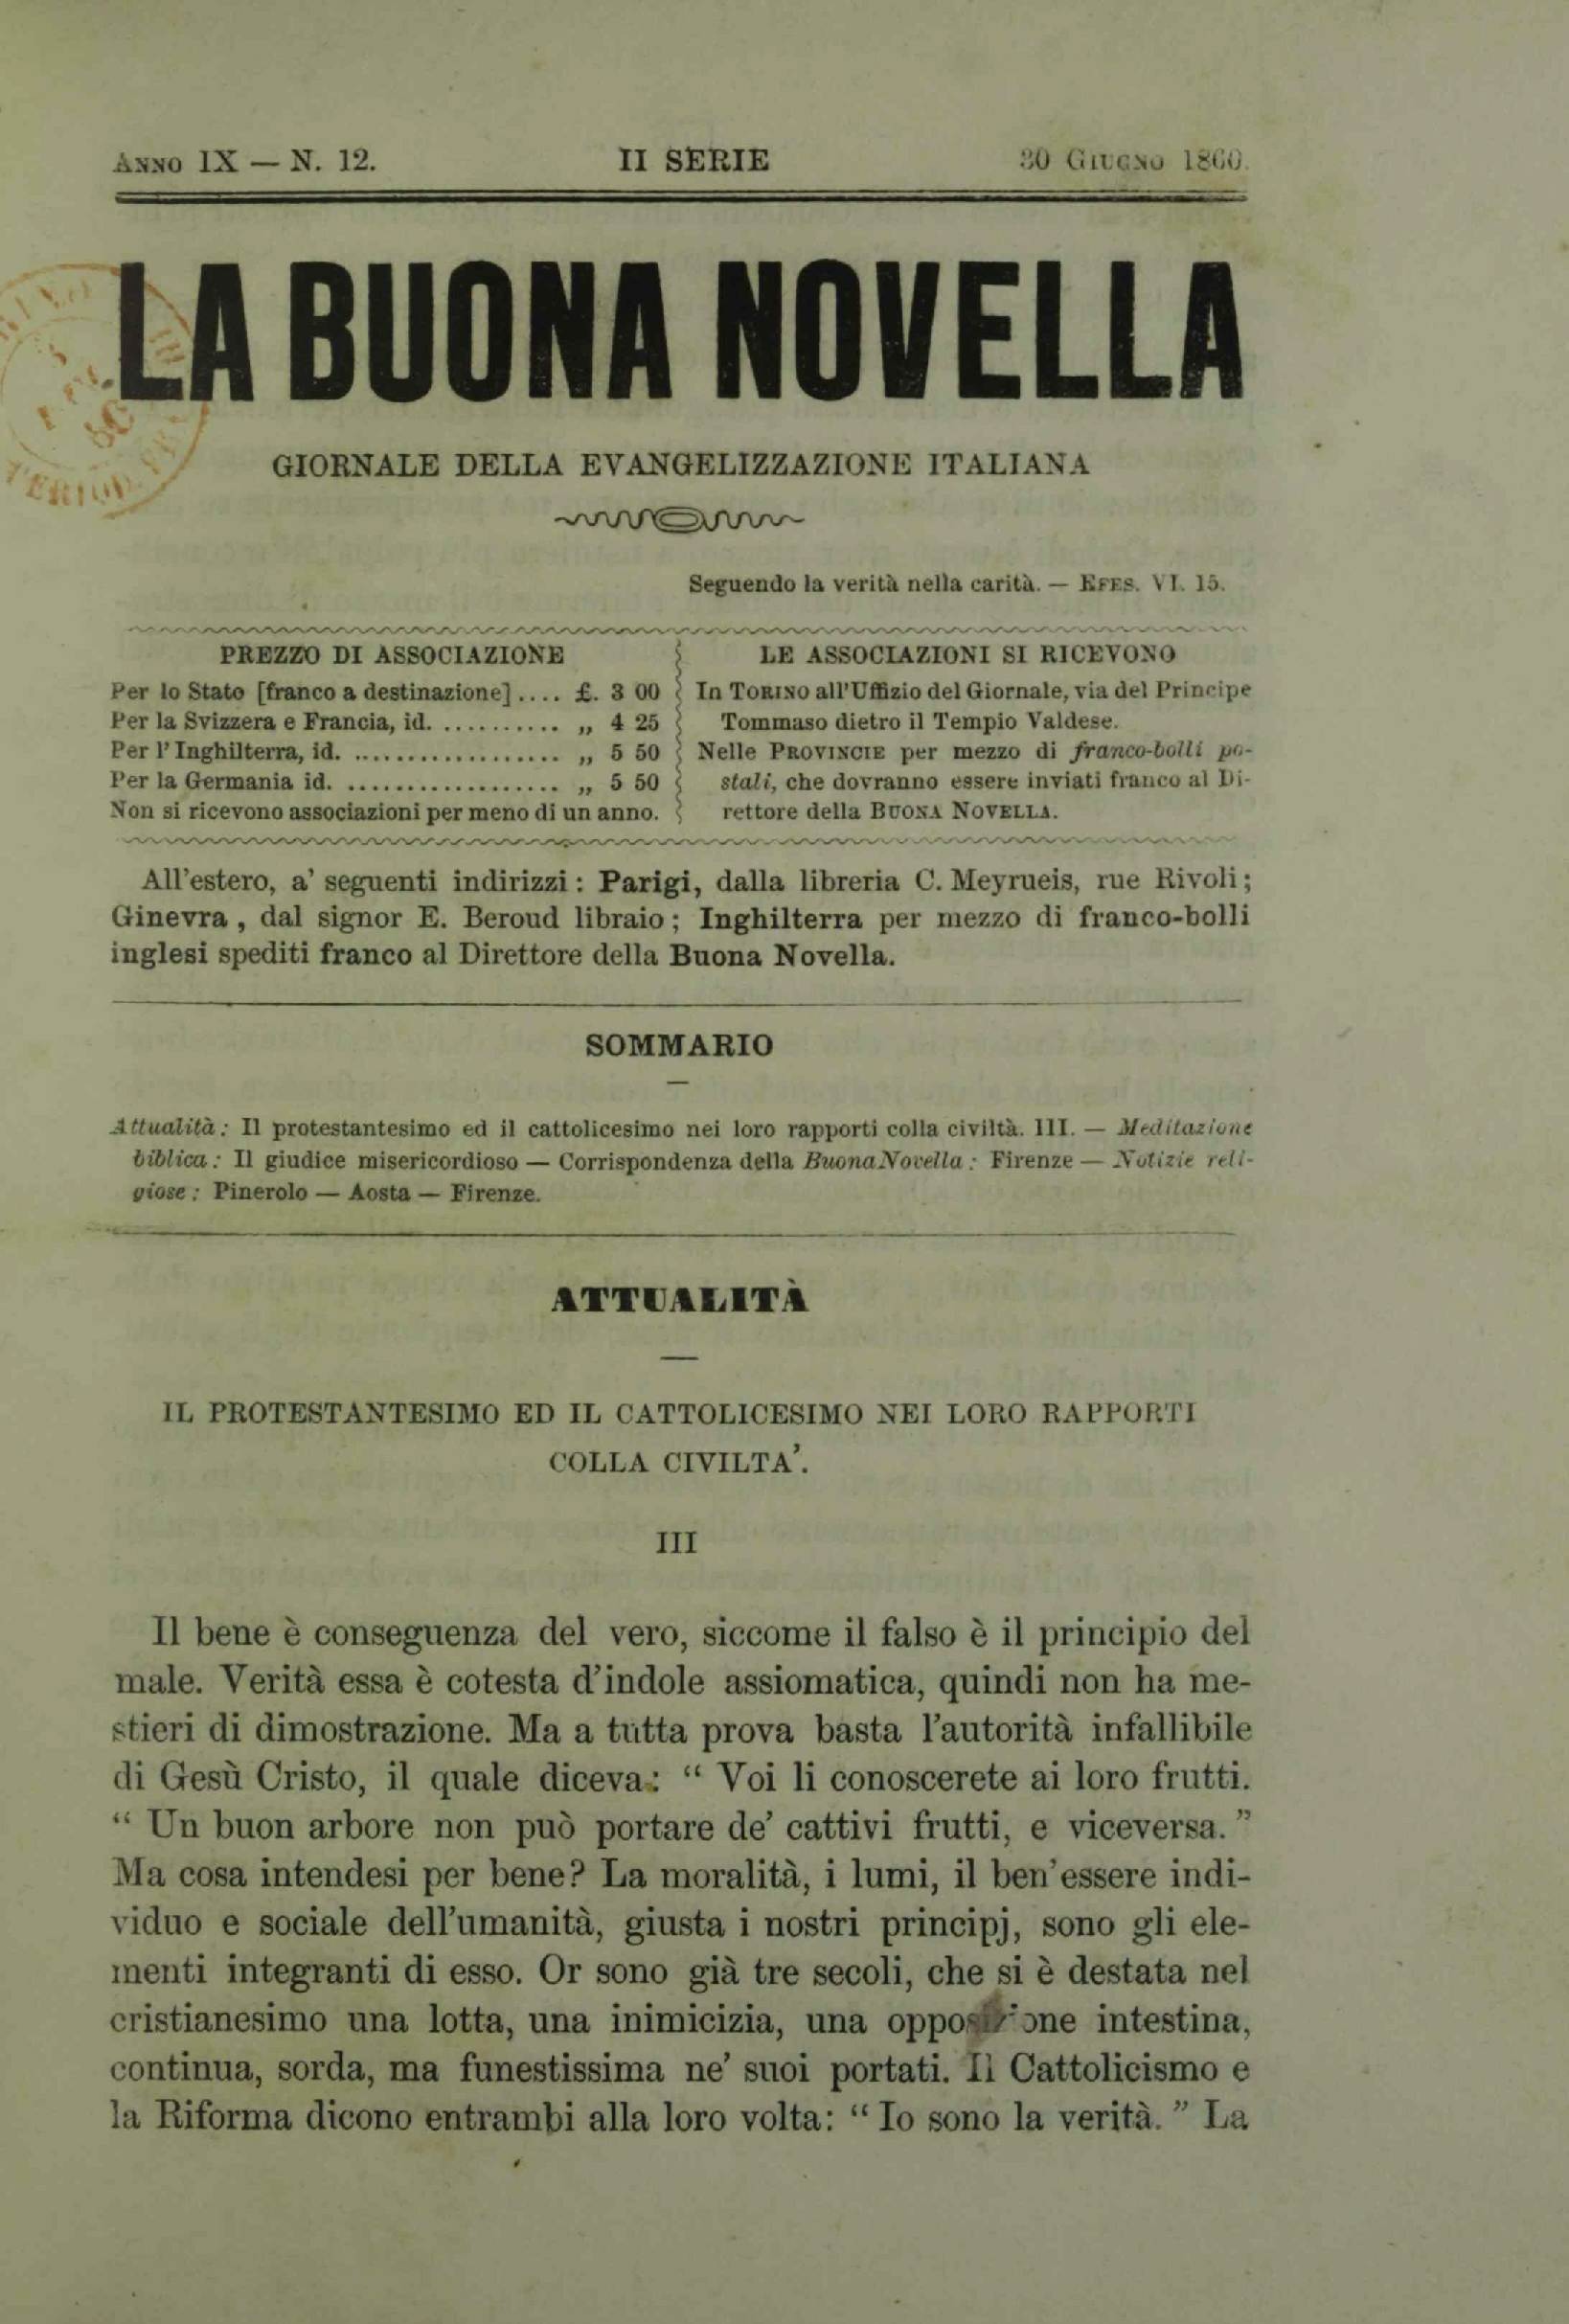 ANNO IX — N. 12.
II SERIE
30 GIUGNO 1860.
LA BUONA NOVELLA
GIORNALE DELLA EVANGELIZZAZIONE ITALIANA
Seguendo la verità nella carità. — EFES. VI. 15.
PREZZO DI ASSOCIAZIONE
Per lo Stato [franco a destinazione] .... £. 3 00
Per la Svizzera e Francia, id. ........... „ 4 25
Per l'Inghilterra, id. .................. „ 5 50
Per la Germania id. .................. „ 5 50
Non si ricevono associazioni per meno di un anno.
LE ASSOCIAZIONI SI RICEVONO
In TORINO all'Uffizio del Giornale, via del Principe
Tommaso dietro il Tempio Valdese.
Nelle PROVINCIE per mezzo di franco-bolli po-
stali, che dovranno essere inviati franco al Di-
rettore della BUONA NOVELLA.
All'estero, a' seguenti indirizzi: Parigi, dalla libreria C. Meyrueis, rue Rivoli;
Ginevra, dal signor E. Beroud libraio; Inghilterra per mezzo di franco-bolli
inglesi spediti franco al Direttore della Buona Novella.
SOMMARIO
Attualità: Il protestantesimo ed il cattolicesimo nei loro rapporti colla civiltà. III. — Meditazione
biblica: Il giudice misericordioso — Corrispondenza della Buona Novella: Firenze — Notizie reli-
giose: Pinerolo — Aosta — Firenze.
ATTUALITÀ
IL PROTESTANTESIMO ED IL CATTOLICESIMO NEI LORO RAPPORTI
COLLA CIVILTA'.
III
Il bene è conseguenza del vero, siccome il falso è il principio del
male. Verità essa è cotesta d'indole assiomatica, quindi non ha me-
stieri di dimostrazione. Ma a tutta prova basta l'autorità infallibile
di Gesù Cristo, il quale diceva: “ Voi li conoscerete ai loro frutti.
“ Un buon arbore non può portare de' cattivi frutti, e viceversa. ”
Ma cosa intendesi per bene? La moralità, i lumi, il ben'essere indi-
viduo e sociale dell'umanità, giusta i nostri principj, sono gli ele-
menti integranti di esso. Or sono già tre secoli, che si è destata nel
cristianesimo una lotta, una inimicizia, una opposizione intestina,
continua, sorda, ma funestissima ne' suoi portati. Il Cattolicismo e
la Riforma dicono entrambi alla loro volta: “ Io sono la verità. ” La